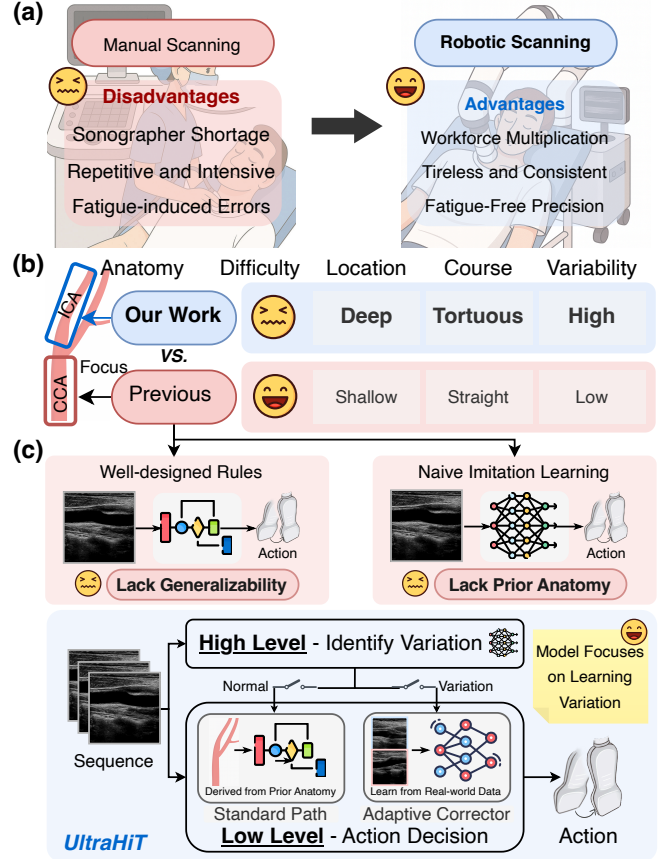 (a)
Manual Scanning
Disadvantages
Sonographer Shortage
Repetitive and Intensive
Fatigue-induced Errors
Robotic Scanning
Advantages
Workforce Multiplication
Tireless and Consistent
Fatigue-Free Precision
(b)
Anatomy Difficulty Location Course Variability
ICA
Our Work
Deep Tortuous High
VS.
CCA
Focus
Previous
Shallow Straight Low
(c)
Well-designed Rules
Action
Lack Generalizability
Naive Imitation Learning
Action
Lack Prior Anatomy
High Level - Identify Variation
Model Focuses
on Learning
Variation
Sequence
Normal
Variation
Derived from Prior Anatomy
Standard Path
Learn from Real-world Data
Adaptive Corrector
Low Level - Action Decision
Action
UltraHiT